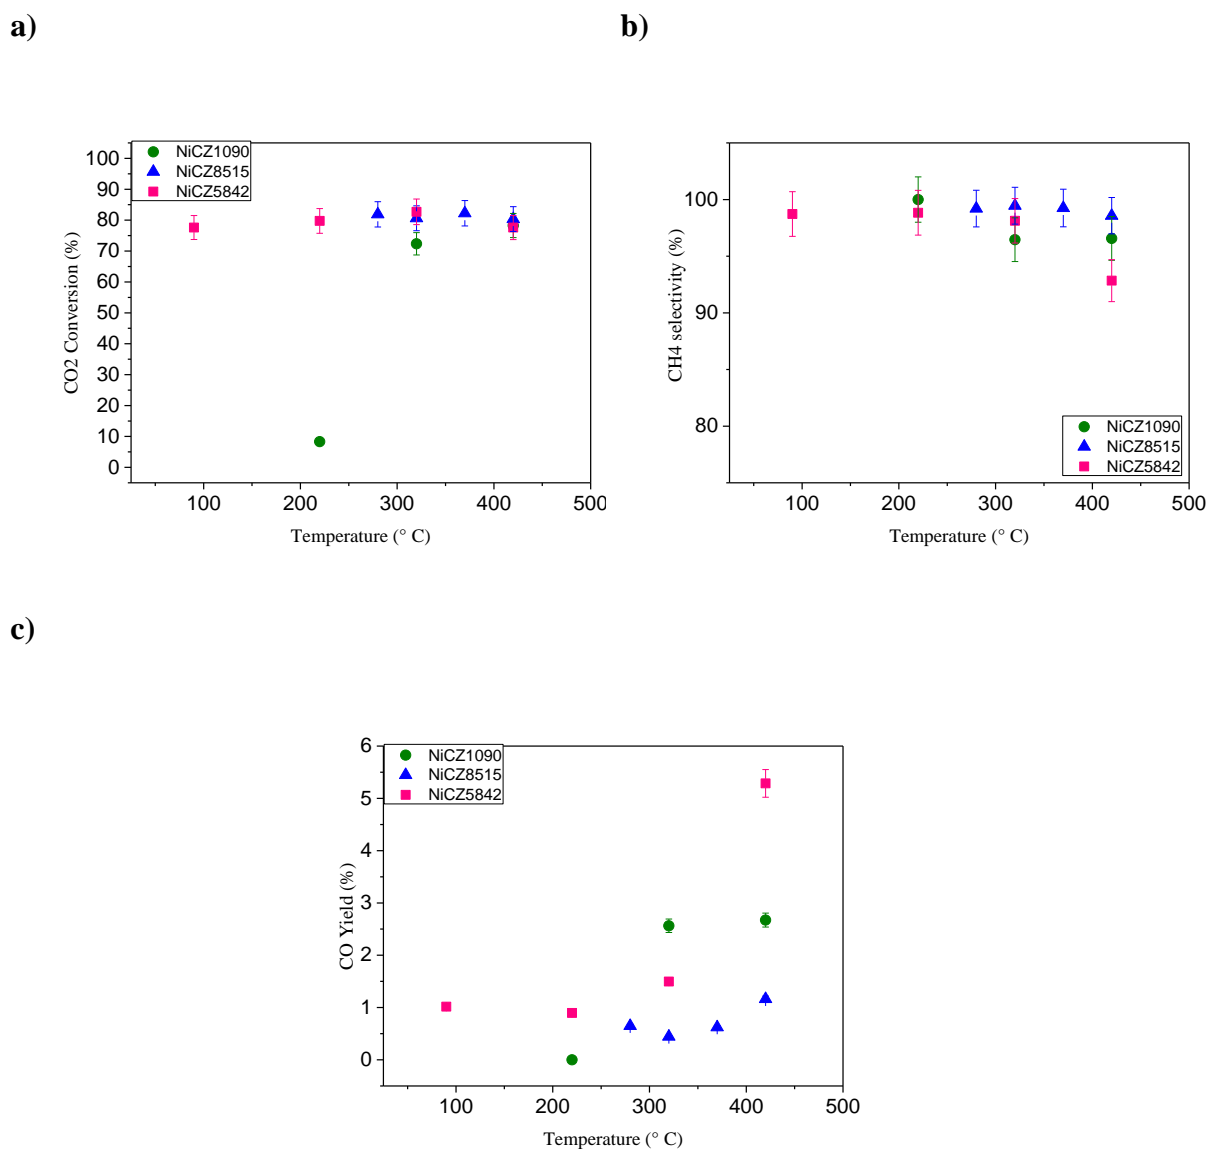 a)
b)
NiCZ1090
NiCZ8515
NiCZ5842
100
90
80
70
60
50
40
30
20
10
0
CO2 Conversion (%)
100 200 300 400 500
Temperature (° C)
100
90
80
CH4 selectivity (%)
NiCZ1090
NiCZ8515
NiCZ5842
100 200 300 400 500
Temperature (° C)
c)
NiCZ1090
NiCZ8515
NiCZ5842
6
5
4
3
2
1
0
CO Yield (%)
100 200 300 400 500
Temperature (° C)